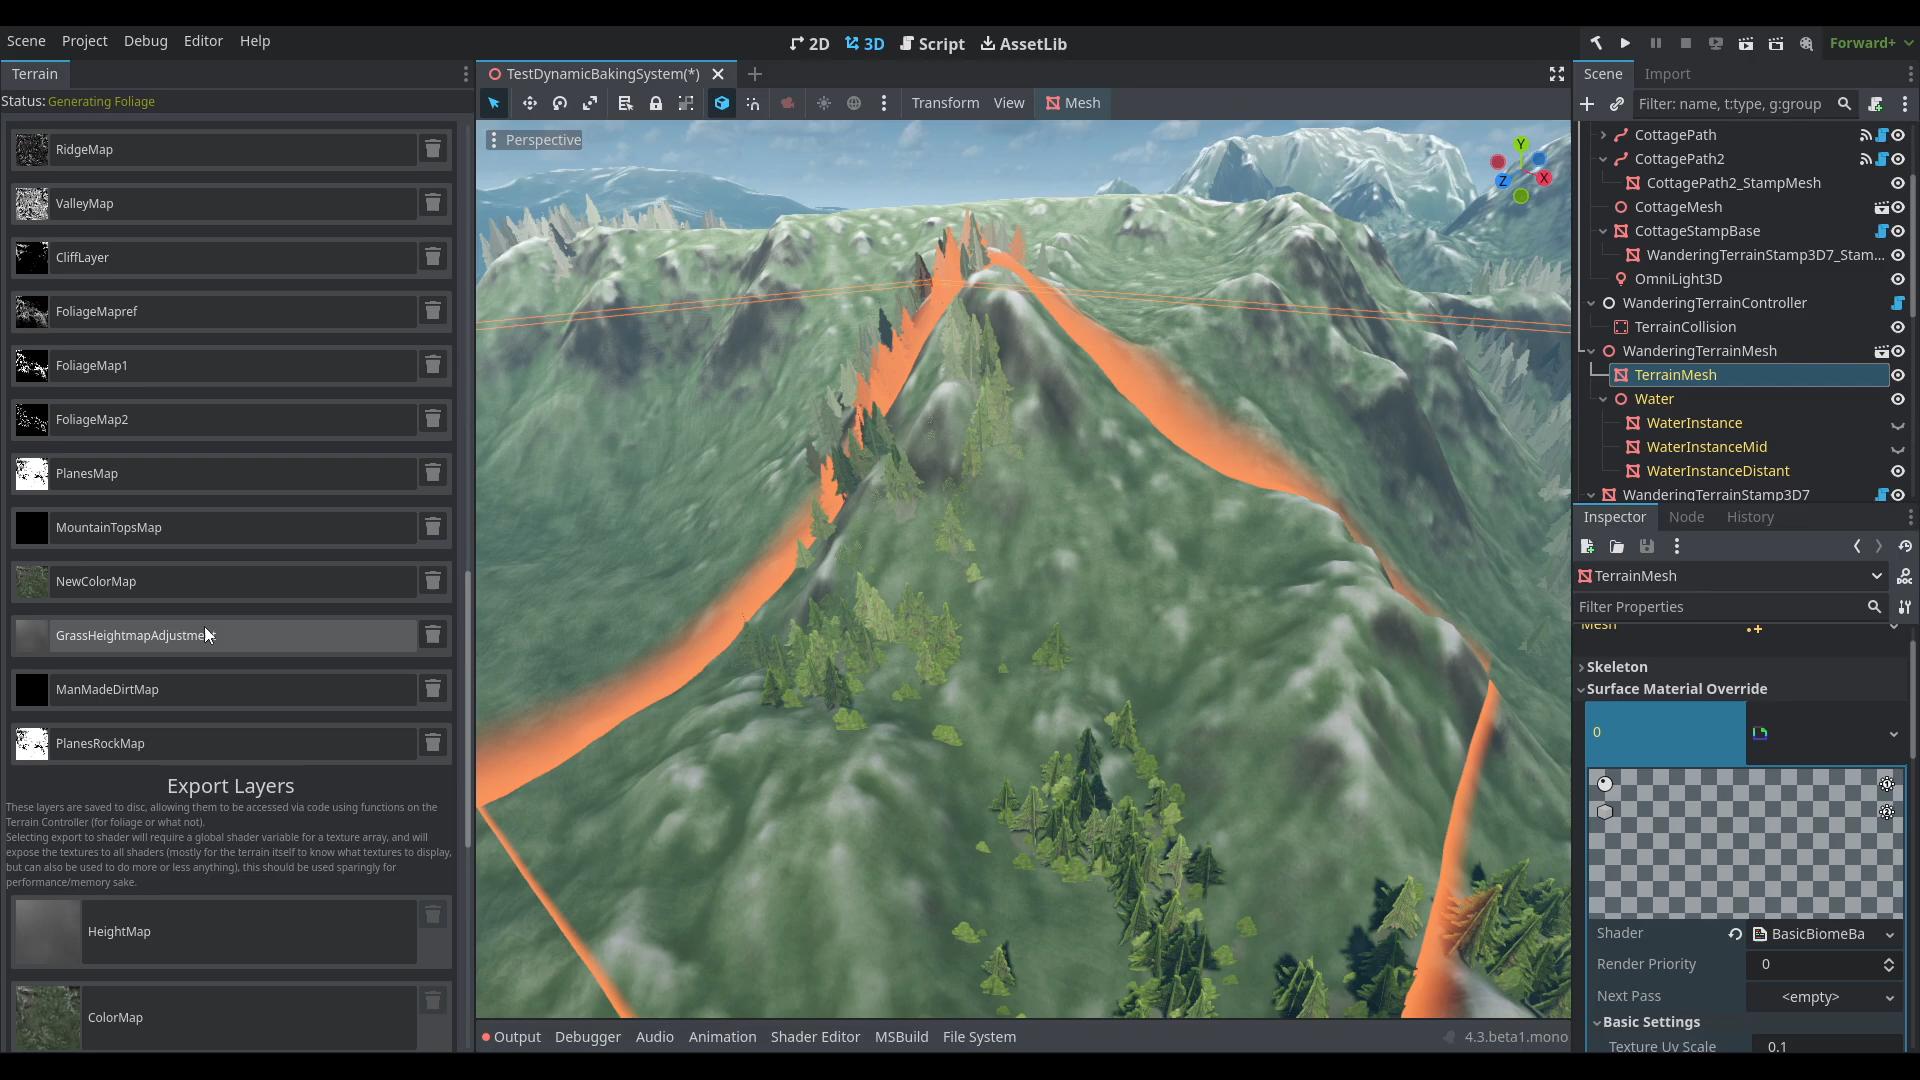 Scene Project Debug Editor Help
2D 3D Script AssetLib
Forward+
Terrain
Status: Generating Foliage
RidgeMap
ValleyMap
CliffLayer
FoliageMapref
FoliageMap1
FoliageMap2
PlanesMap
MountainTopsMap
NewColorMap
GrassHeightmapAdjustment
ManMadeDirtMap
PlanesRockMap
Export Layers
These layers are saved to disc, allowing them to be accessed via code using functions on the
Terrain Controller (for foliage or what not).
Selecting export to shader will require a global shader variable for a texture array, and will
expose the textures to all shaders (mostly for the terrain itself to know what textures to display,
but can also be used to do more or less anything), this should be used sparingly for
performance/memory sake.
HeightMap
ColorMap
TestDynamicBakingSystem(*)
Transform View Mesh
Perspective
Y
Z
X
Output Debugger Audio Animation Shader Editor MSBuild File System
4.3.beta1.mono
Scene Import
Filter: name, t:type, g:group
CottagePath
CottagePath2
CottagePath2_StampMesh
CottageMesh
CottageStampBase
WanderingTerrainStamp3D7_Stam...
OmniLight3D
WanderingTerrainController
TerrainCollision
WanderingTerrainMesh
TerrainMesh
Water
WaterInstance
WaterInstanceMid
WaterInstanceDistant
WanderingTerrainStamp3D7
Inspector Node History
TerrainMesh
Filter Properties
Mesh
Skeleton
Surface Material Override
0
Shader BasicBiomeBa
Render Priority 0
Next Pass <empty>
Basic Settings
Texture Uv Scale 0.1